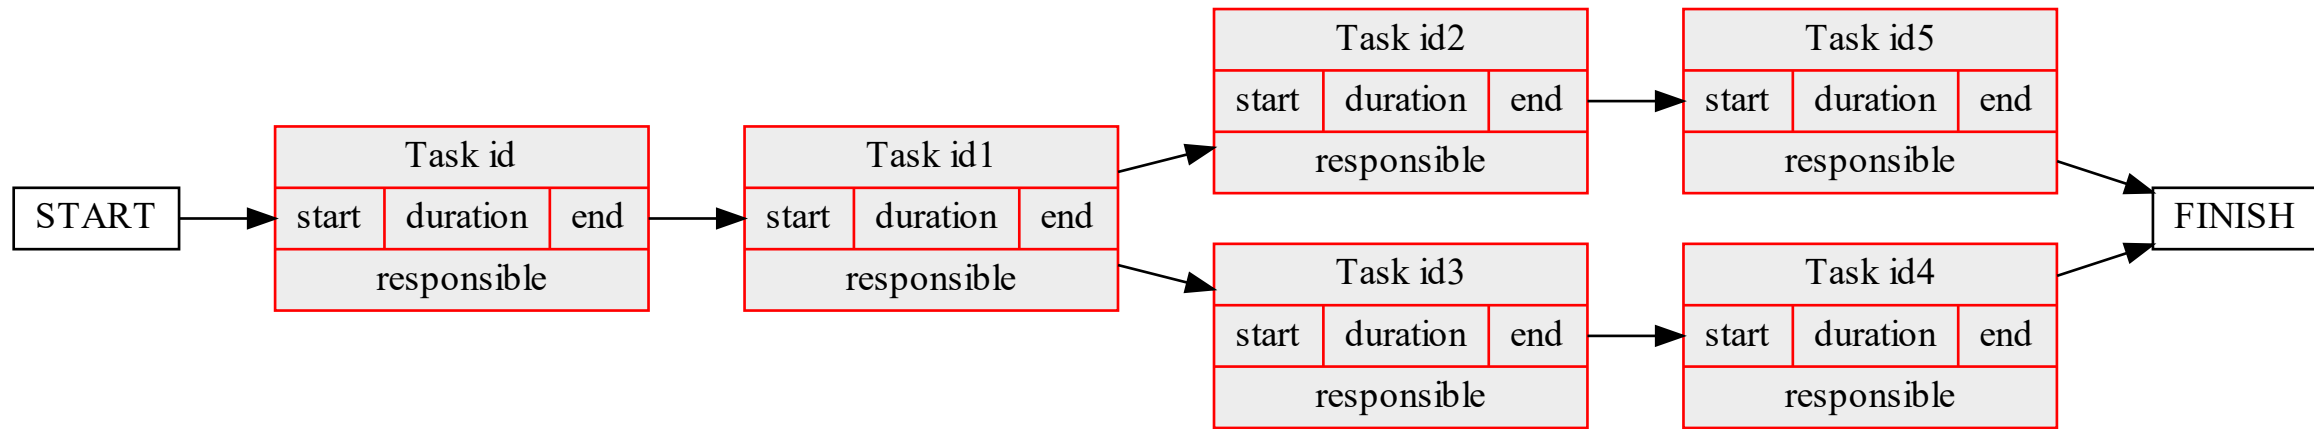 START
Task id
start duration end
responsible
Task id1
start duration end
responsible
Task id2
start duration end
responsible
Task id5
start duration end
responsible
Task id3
start duration end
responsible
Task id4
start duration end
responsible
FINISH